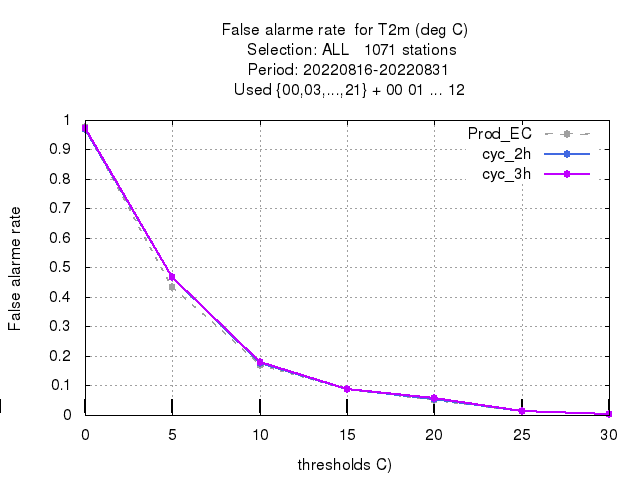 False alarme rate  for T2m (deg C)
Selection: ALL   1071 stations
Period: 20220816-20220831
Used {00,03,...,21} + 00 01 ... 12
Prod_EC
cyc_2h
cyc_3h
1
0.9
0.8
0.7
0.6
0.5
0.4
0.3
0.2
0.1
0
False alarme rate
0 5 10 15 20 25 30
thresholds C)